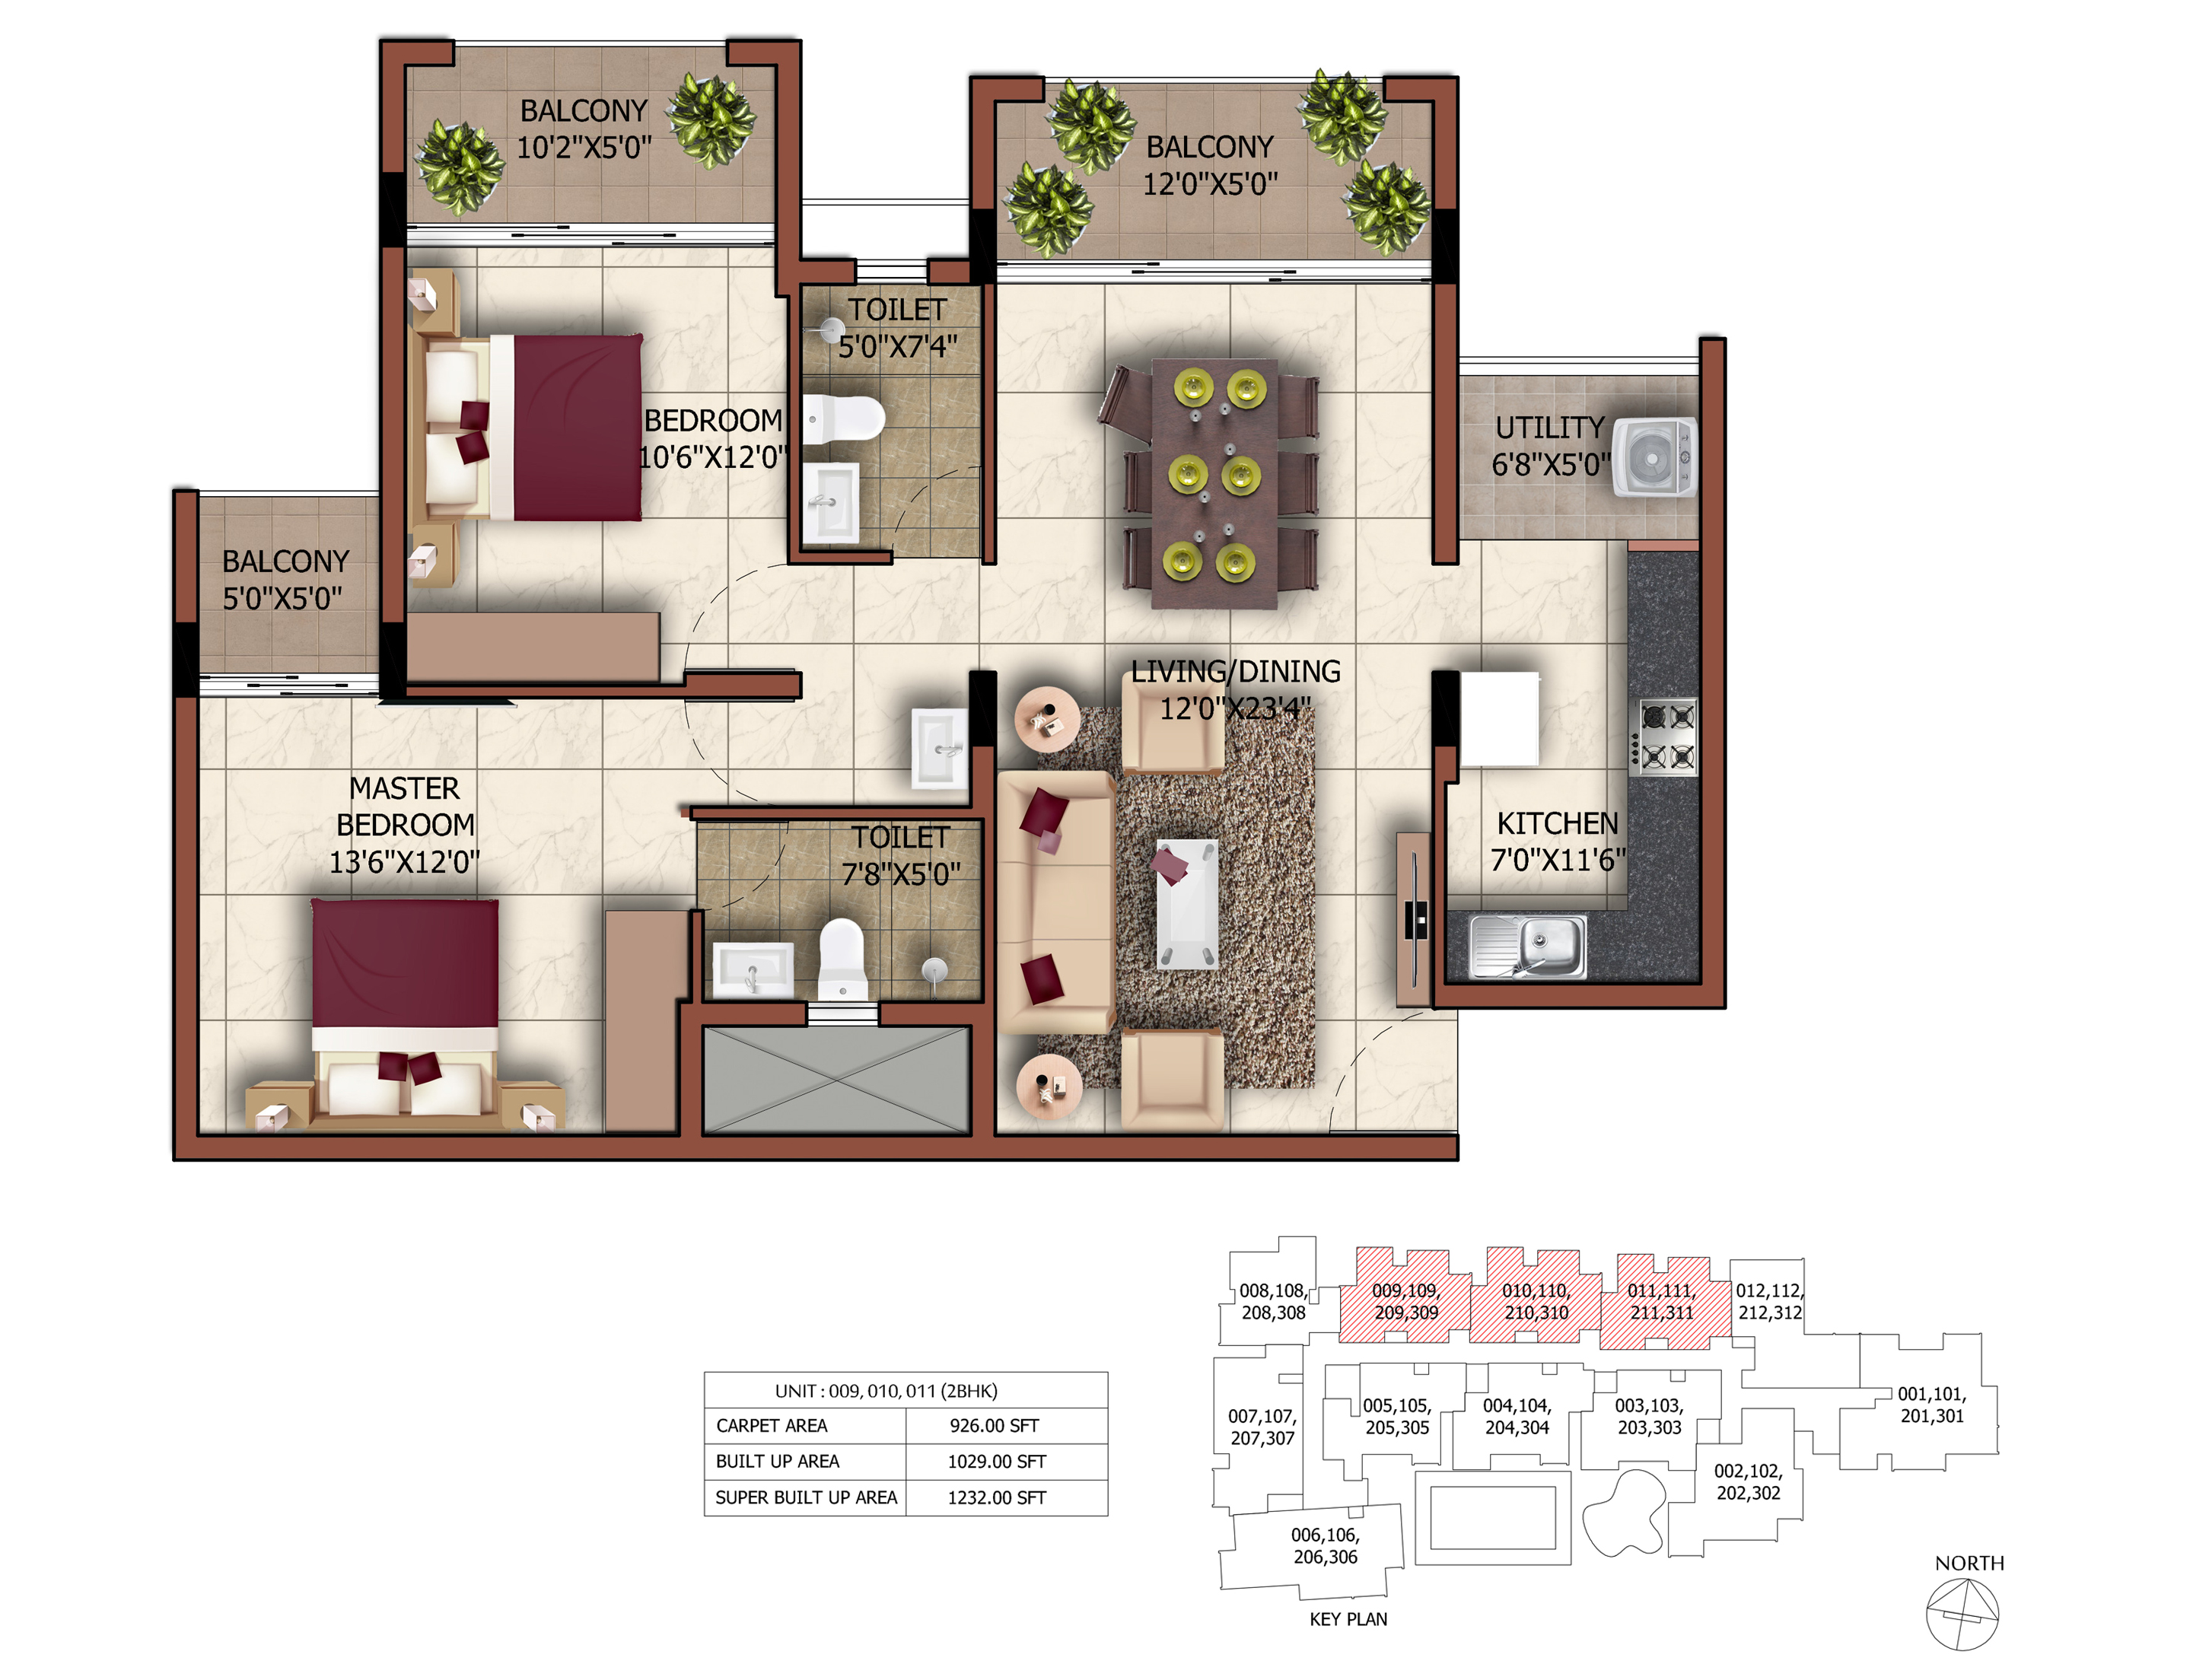 BALCONY
10'2"X5'0"
BALCONY
12'0"X5'0"
TOILET
5'0"X7'4"
BEDROOM
10'6"X12'0"
UTILITY
6'8"X5'0"
BALCONY
5'0"X5'0"
LIVING/DINING
12'0"X23'4"
MASTER
BEDROOM
13'6"X12'0"
TOILET
7'8"X5'0"
KITCHEN
7'0"X11'6"
UNIT : 009, 010, 011 (2BHK)
CARPET AREA 926.00 SFT
BUILT UP AREA 1029.00 SFT
SUPER BUILT UP AREA 1232.00 SFT
008,108,
208,308
009,109,
209,309
010,110,
210,310
011,111,
211,311
012,112,
212,312
007,107,
207,307
005,105,
205,305
004,104,
204,304
003,103,
203,303
001,101,
201,301
002,102,
202,302
006,106,
206,306
KEY PLAN
NORTH